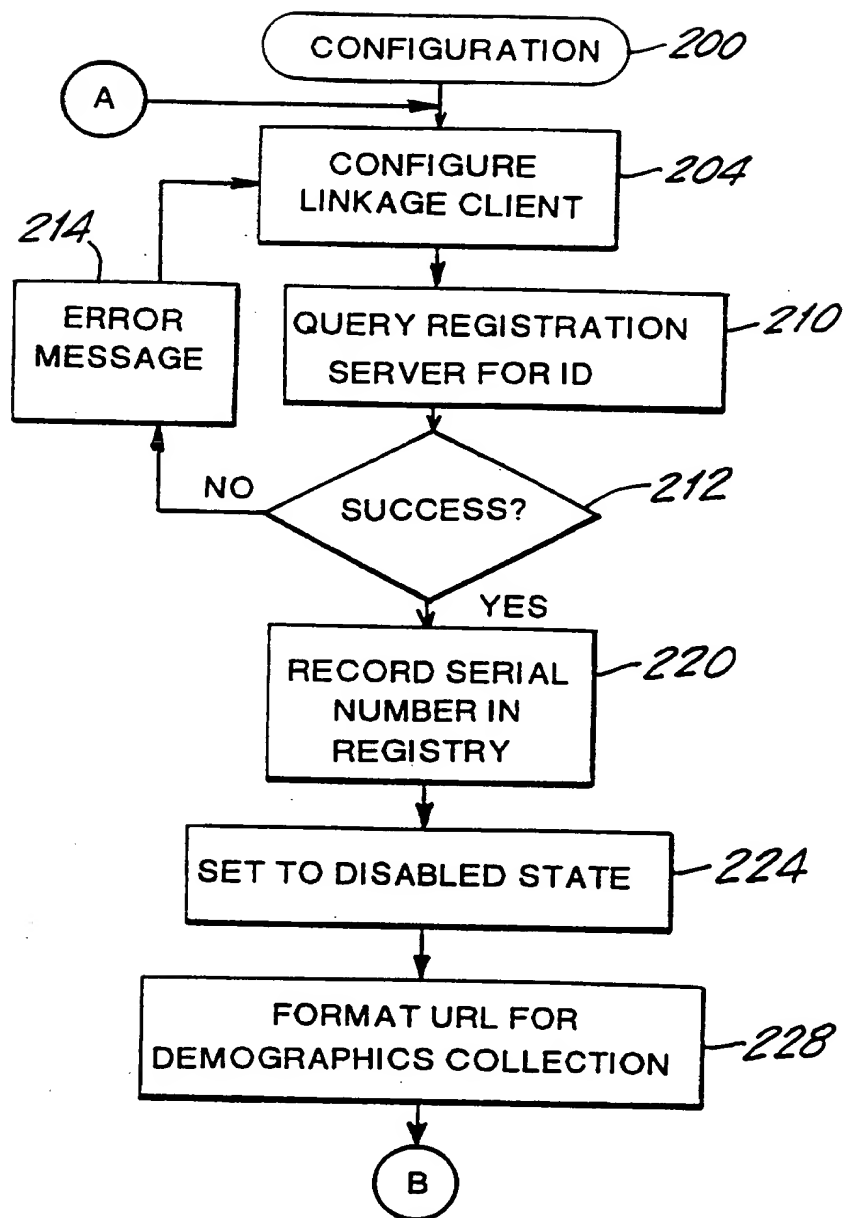 CONFIGURATION
200
A
CONFIGURE
LINKAGE CLIENT
204
214
ERROR
MESSAGE
QUERY REGISTRATION
SERVER FOR ID
210
NO
SUCCESS?
212
YES
RECORD SERIAL
NUMBER IN
REGISTRY
220
SET TO DISABLED STATE
224
FORMAT URL FOR
DEMOGRAPHICS COLLECTION
228
B